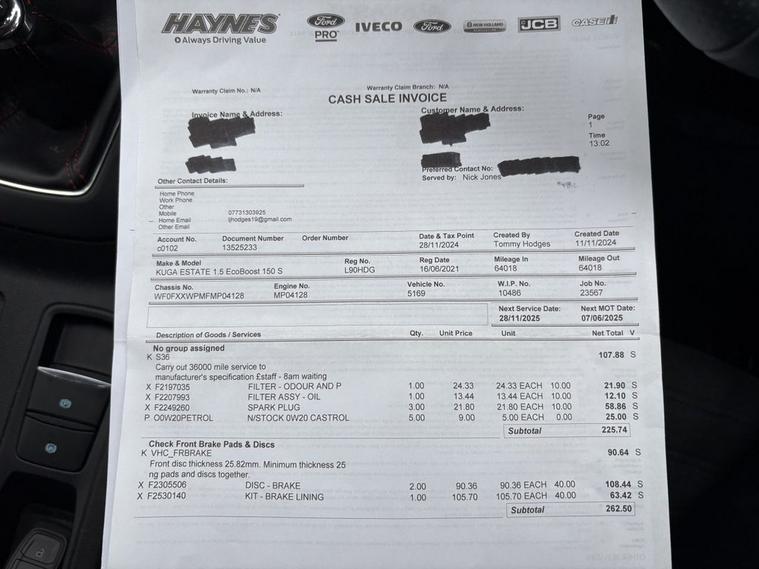 HAYNES
Always Driving Value
Ford
PRO
IVECO
Ford
NEW HOLLAND
JCB
CASE IH
Warranty Claim No.: N/A
Warranty Claim Branch: N/A
CASH SALE INVOICE
Invoice Name & Address:
Customer Name & Address:
Page
1
Time
13:02
Preferred Contact No:
Served by: Nick Jones
Other Contact Details:
Home Phone
Work Phone
Other
Mobile 07731303925
Home Email ljhodges19@gmail.com
Other Email
Account No. Document Number Order Number Date & Tax Point Created By Created Date
c0102 13525233 28/11/2024 Tommy Hodges 11/11/2024
Make & Model Reg No. Reg Date Mileage In Mileage Out
KUGA ESTATE 1.5 EcoBoost 150 S L90HDG 16/06/2021 64018 64018
Chassis No. Engine No. Vehicle No. W.I.P. No. Job No.
WF0FXXWPMFMP04128 MP04128 5169 10486 23567
Next Service Date: Next MOT Date:
28/11/2025 07/06/2025
Description of Goods / Services Qty. Unit Price Unit Net Total V
No group assigned
K S36 107.88 S
Carry out 36000 mile service to
manufacturer's specification £staff - 8am waiting
X F2197035 FILTER - ODOUR AND P 1.00 24.33 24.33 EACH 10.00 21.90 S
X F2207993 FILTER ASSY - OIL 1.00 13.44 13.44 EACH 10.00 12.10 S
X F2249260 SPARK PLUG 3.00 21.80 21.80 EACH 10.00 58.86 S
P O0W20PETROL N/STOCK 0W20 CASTROL 5.00 9.00 5.00 EACH 0.00 25.00 S
Subtotal 225.74
Check Front Brake Pads & Discs
K VHC_FRBRAKE 90.64 S
Front disc thickness 25.82mm. Minimum thickness 25
ng pads and discs together.
X F2305506 DISC - BRAKE 2.00 90.36 90.36 EACH 40.00 108.44 S
X F2530140 KIT - BRAKE LINING 1.00 105.70 105.70 EACH 40.00 63.42 S
Subtotal 262.50